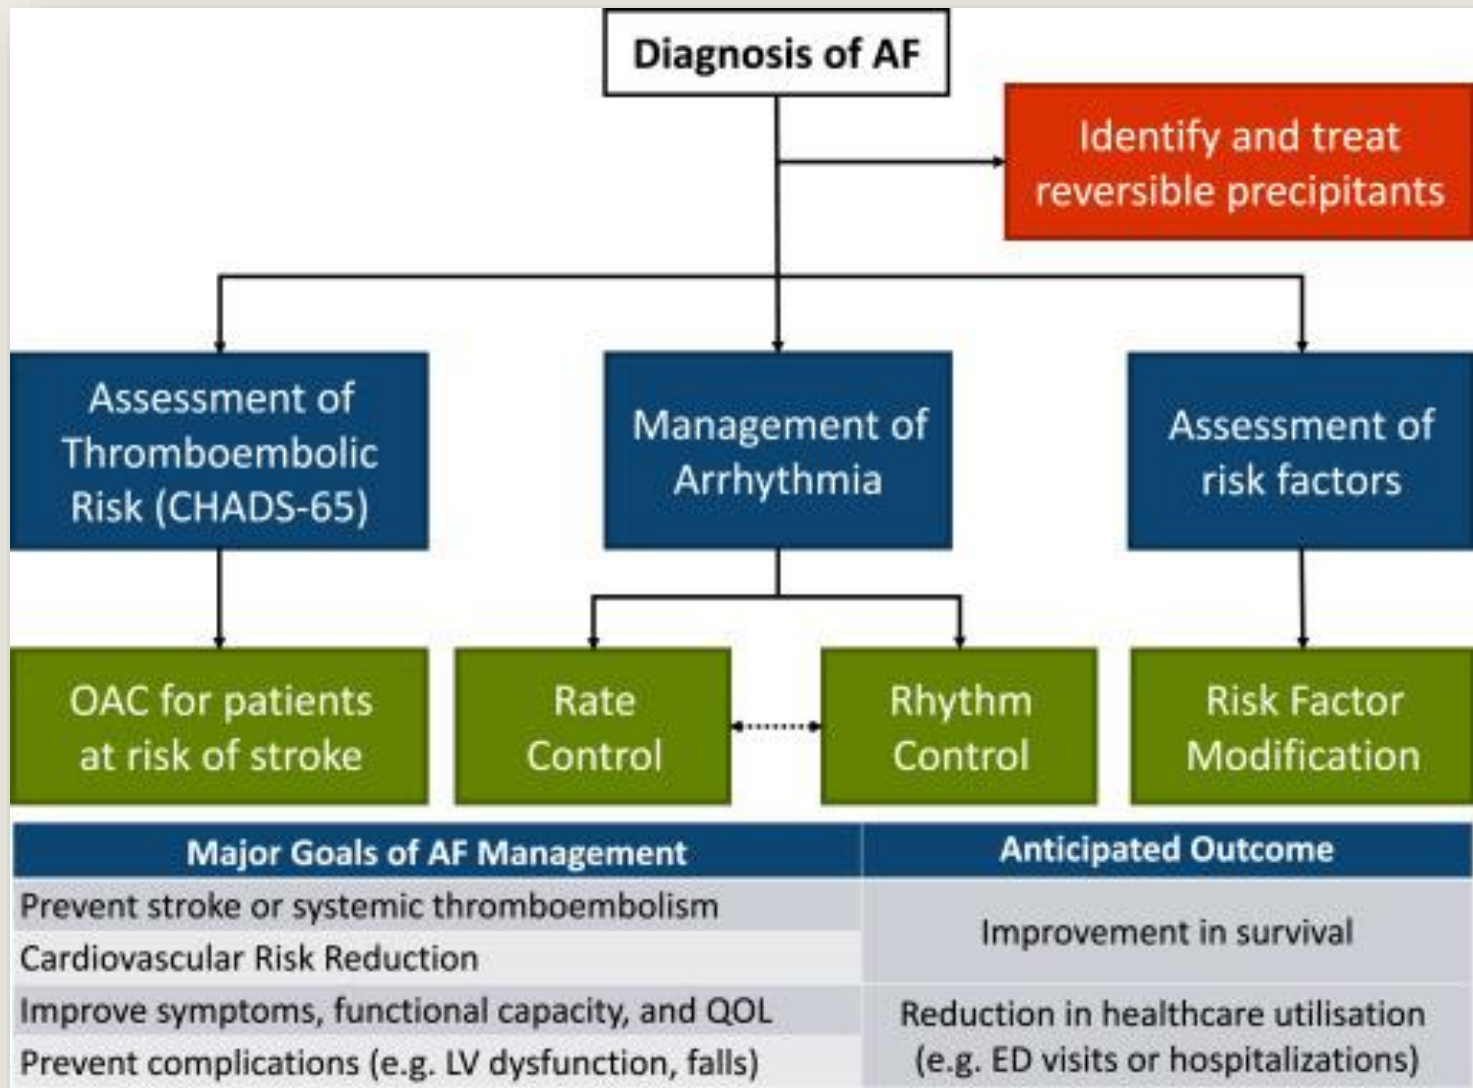 Diagnosis of AF
Identify and treat
reversible precipitants
Assessment of
Thromboembolic
Risk (CHADS-65)
Management of
Arrhythmia
Assessment of
risk factors
OAC for patients
at risk of stroke
Rate
Control
Rhythm
Control
Risk Factor
Modification
Major Goals of AF Management
Anticipated Outcome
Prevent stroke or systemic thromboembolism
Cardiovascular Risk Reduction
Improvement in survival
Improve symptoms, functional capacity, and QOL
Prevent complications (e.g. LV dysfunction, falls)
Reduction in healthcare utilisation
(e.g. ED visits or hospitalizations)